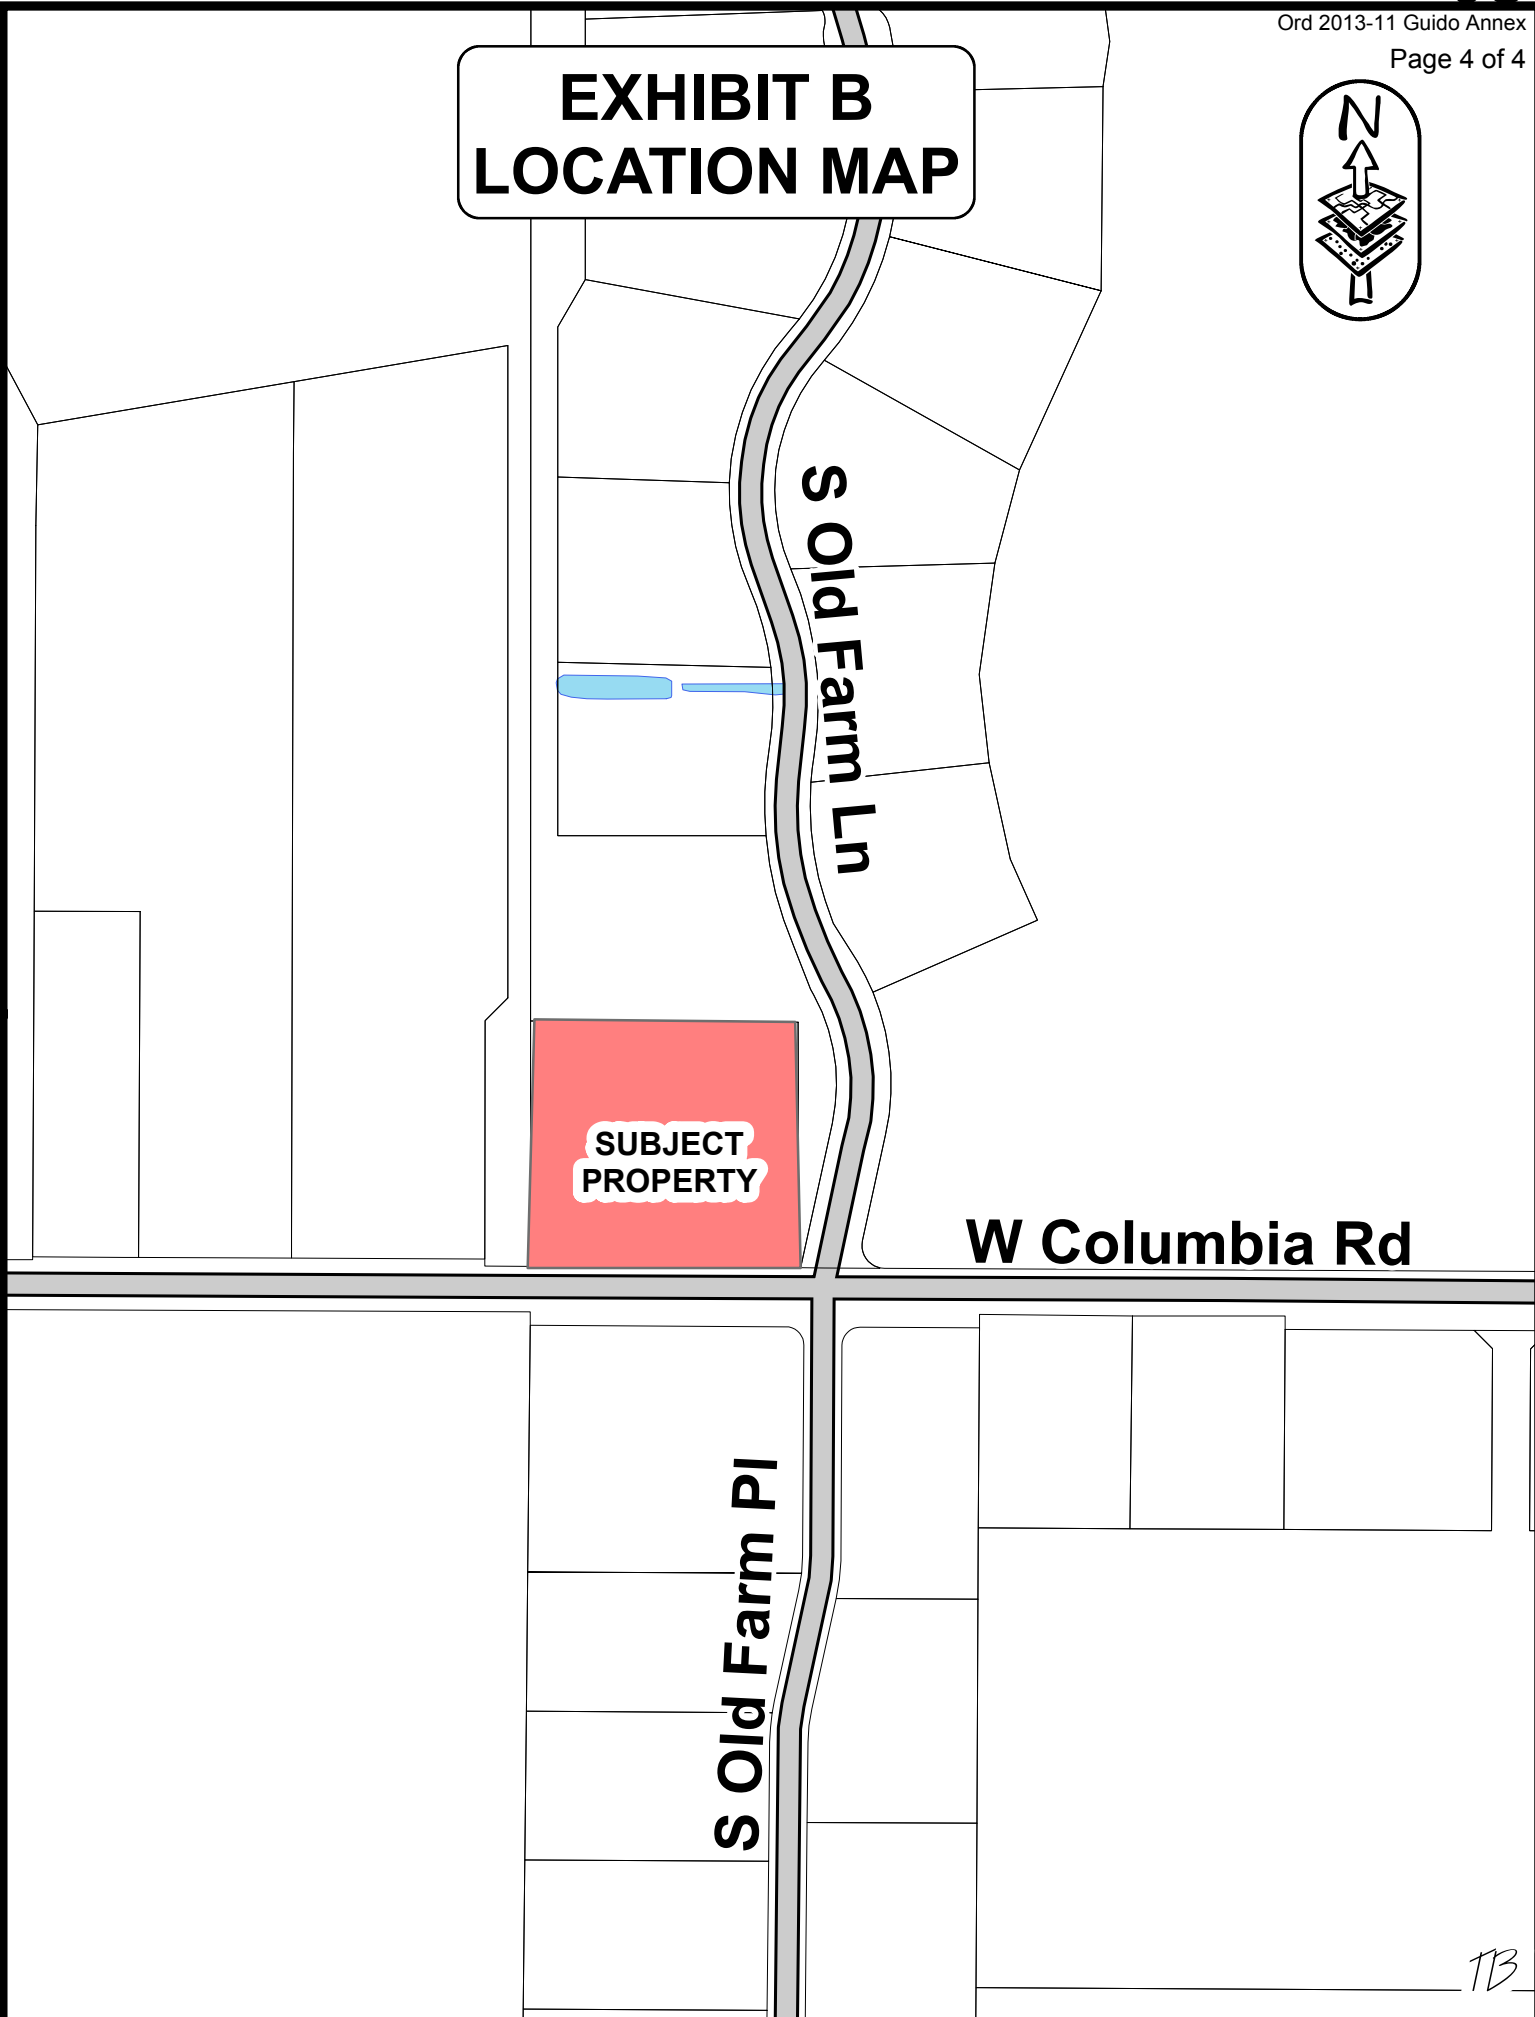 Ord 2013-11 Guido Annex
Page 4 of 4
EXHIBIT B
LOCATION MAP
N
S Old Farm Ln
SUBJECT
PROPERTY
W Columbia Rd
S Old Farm Pl
TB